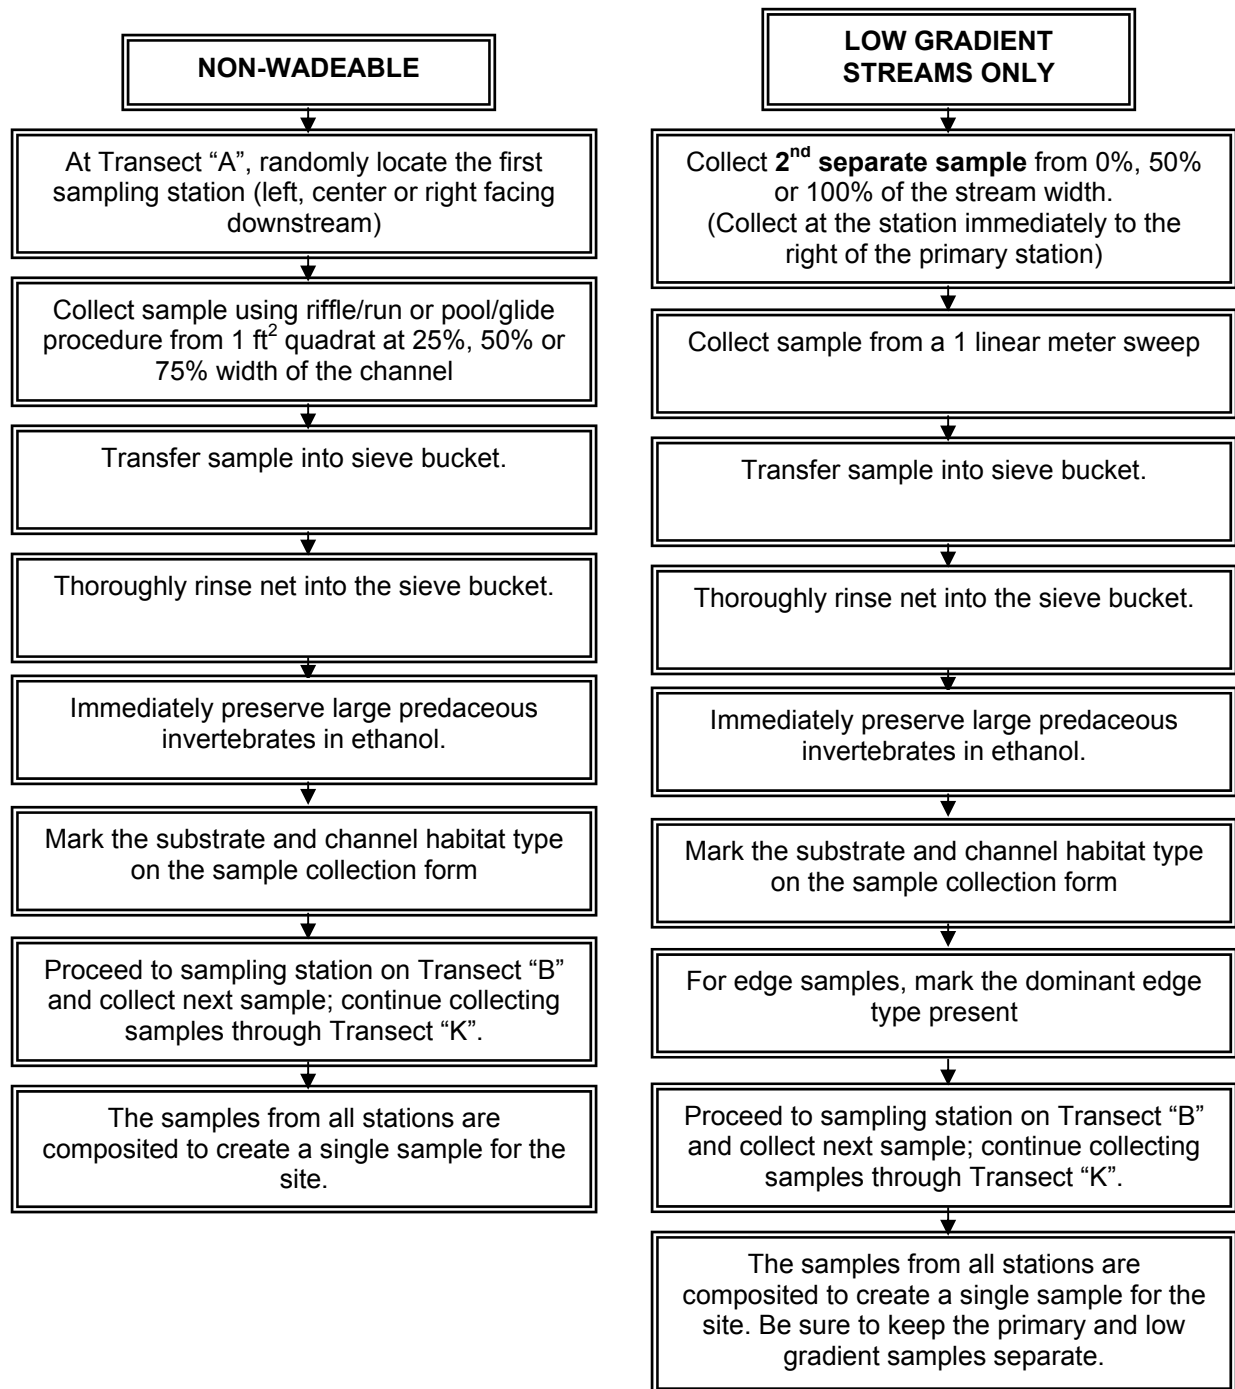 NON-WADEABLE
At Transect “A”, randomly locate the first
sampling station (left, center or right facing
downstream)
Collect sample using riffle/run or pool/glide
procedure from 1 ft² quadrat at 25%, 50% or
75% width of the channel
Transfer sample into sieve bucket.
Thoroughly rinse net into the sieve bucket.
Immediately preserve large predaceous
invertebrates in ethanol.
Mark the substrate and channel habitat type
on the sample collection form
Proceed to sampling station on Transect “B”
and collect next sample; continue collecting
samples through Transect “K”.
The samples from all stations are
composited to create a single sample for the
site.
LOW GRADIENT
STREAMS ONLY
Collect 2nd separate sample from 0%, 50%
or 100% of the stream width.
(Collect at the station immediately to the
right of the primary station)
Collect sample from a 1 linear meter sweep
Transfer sample into sieve bucket.
Thoroughly rinse net into the sieve bucket.
Immediately preserve large predaceous
invertebrates in ethanol.
Mark the substrate and channel habitat type
on the sample collection form
For edge samples, mark the dominant edge
type present
Proceed to sampling station on Transect “B”
and collect next sample; continue collecting
samples through Transect “K”.
The samples from all stations are
composited to create a single sample for the
site. Be sure to keep the primary and low
gradient samples separate.